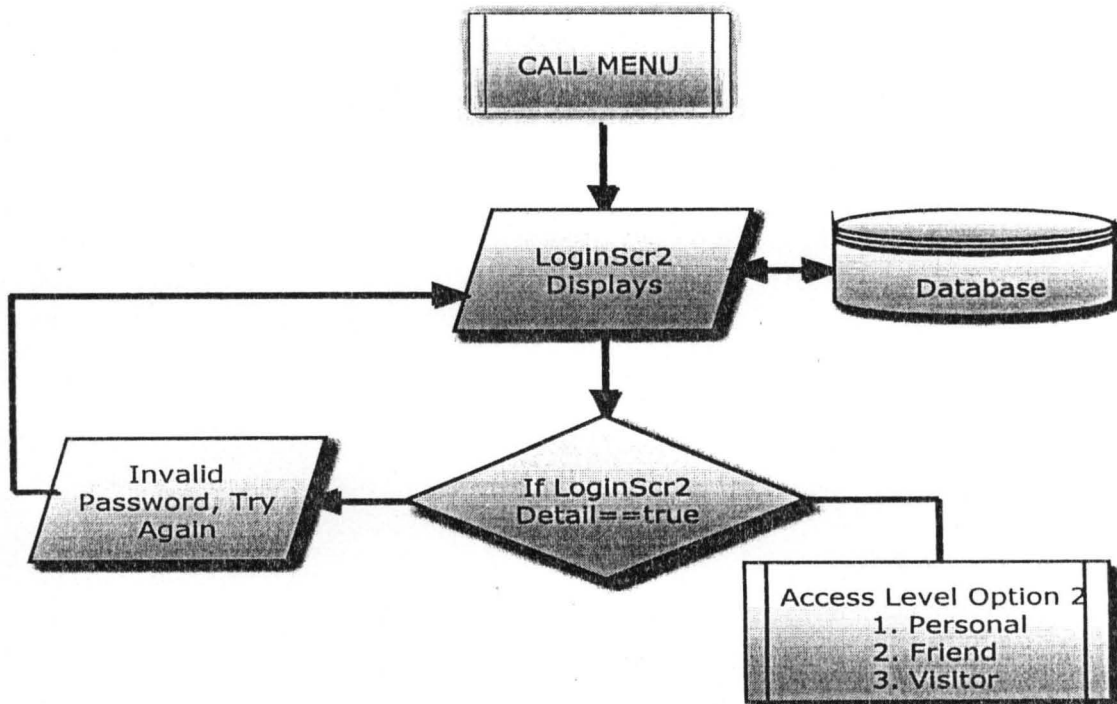 CALL MENU
LoginScr2
Displays
Database
Invalid
Password, Try
Again
If LoginScr2
Detail==true
Access Level Option 2
1. Personal
2. Friend
3. Visitor